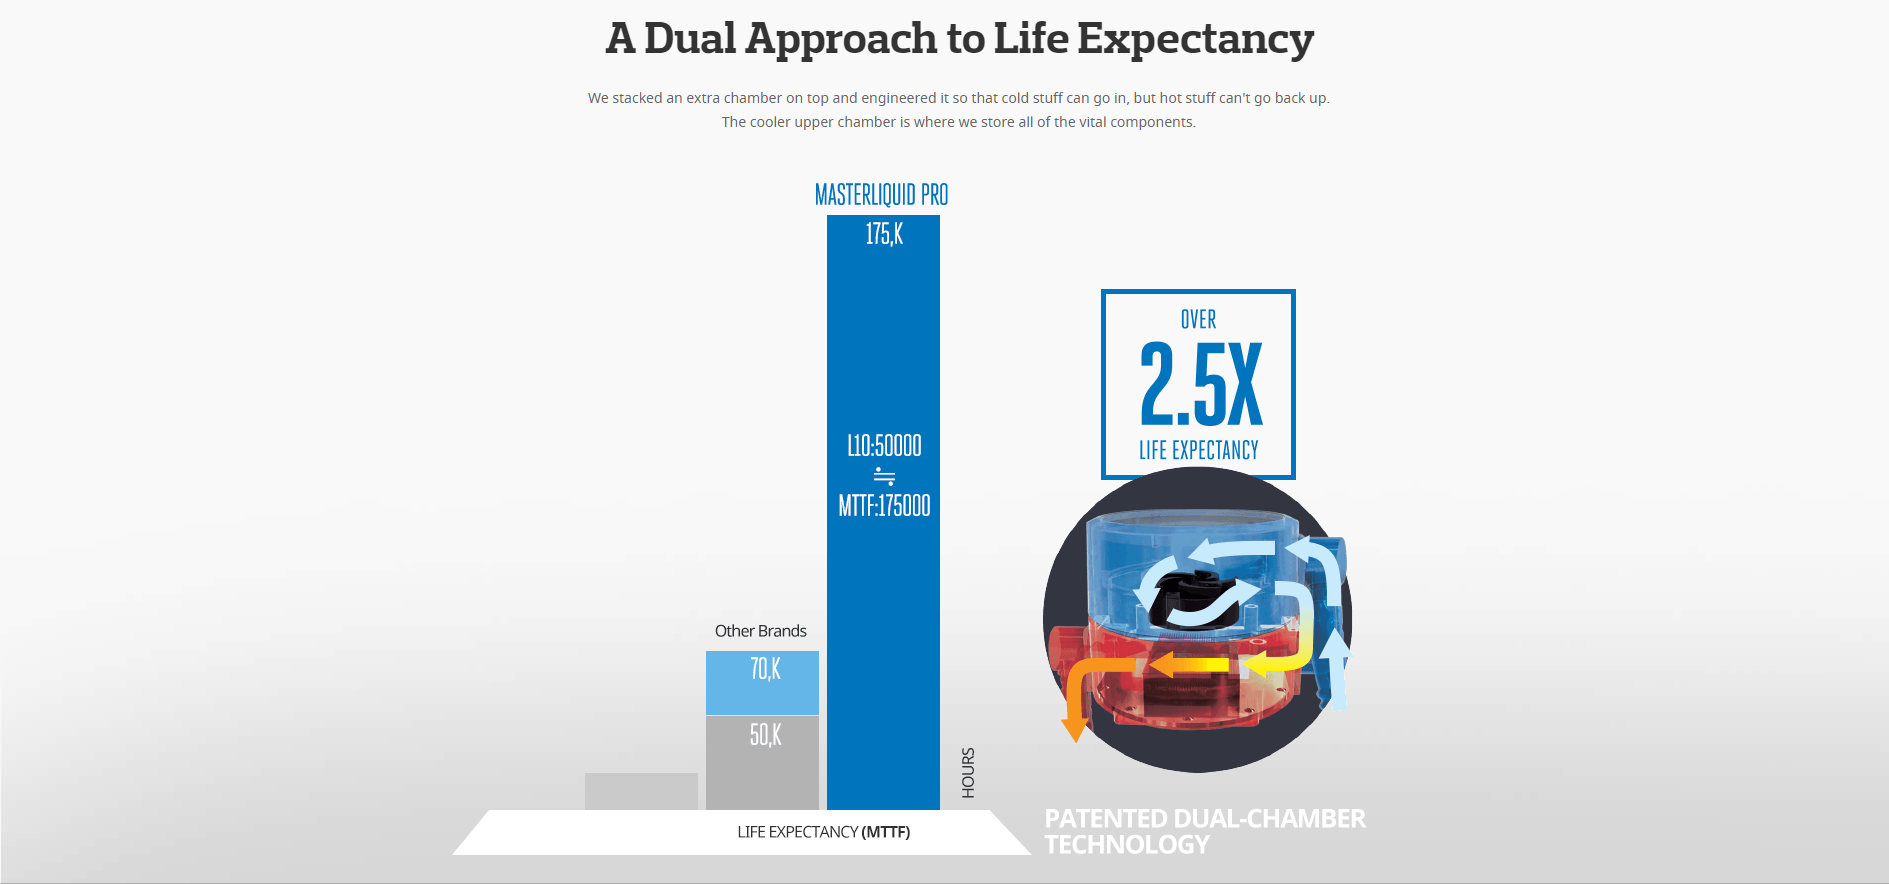 A Dual Approach to Life Expectancy
We stacked an extra chamber on top and engineered it so that cold stuff can go in, but hot stuff can't go back up.
The cooler upper chamber is where we store all of the vital components.
MASTERLIQUID PRO
175,K
L10:50000
≒
MTTF:175000
Other Brands
70,K
50,K
HOURS
LIFE EXPECTANCY (MTTF)
OVER
2.5X
LIFE EXPECTANCY
PATENTED DUAL-CHAMBER
TECHNOLOGY